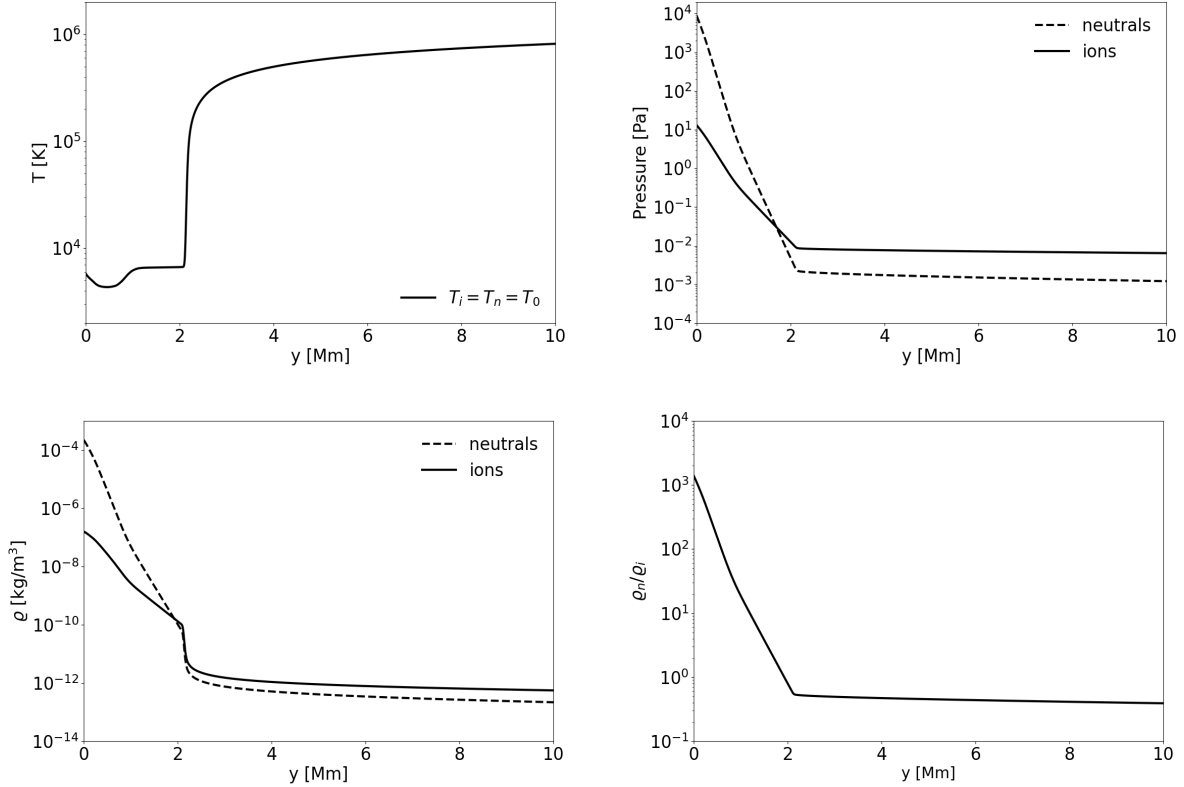 T [K]
10^6
10^5
10^4
T_i = T_n = T_0
0 2 4 6 8 10
y [Mm]
Pressure [Pa]
10^4
10^3
10^2
10^1
10^0
10^−1
10^−2
10^−3
10^−4
neutrals
ions
0 2 4 6 8 10
y [Mm]
ϱ [kg/m^3]
10^−4
10^−6
10^−8
10^−10
10^−12
10^−14
neutrals
ions
0 2 4 6 8 10
y [Mm]
ϱ_n/ϱ_i
10^4
10^3
10^2
10^1
10^0
10^−1
0 2 4 6 8 10
y [Mm]